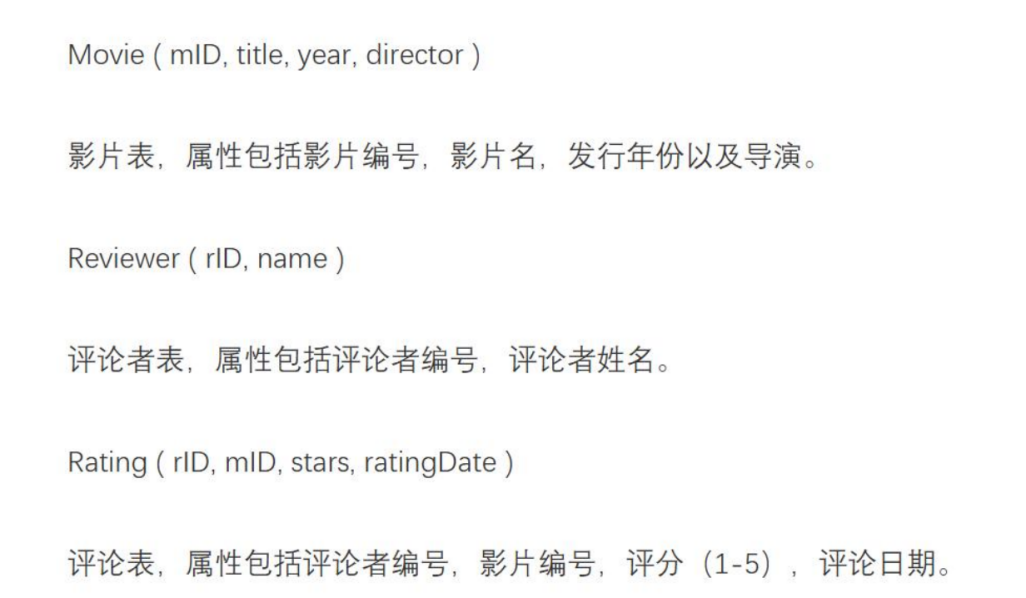 Movie ( mID, title, year, director )
影片表，属性包括影片编号，影片名，发行年份以及导演。
Reviewer ( rID, name )
评论者表，属性包括评论者编号，评论者姓名。
Rating ( rID, mID, stars, ratingDate )
评论表，属性包括评论者编号，影片编号，评分（1-5），评论日期。